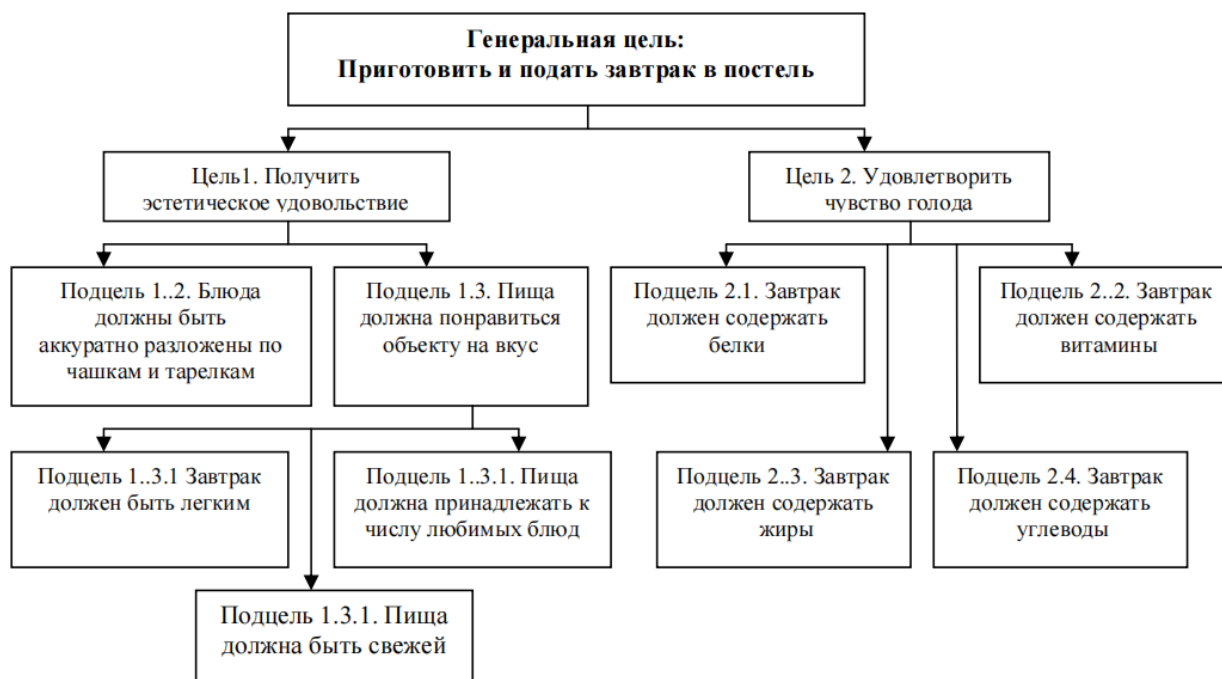 Генеральная цель:
Приготовить и подать завтрак в постель
Цель1. Получить
эстетическое удовольствие
Цель 2. Удовлетворить
чувство голода
Подцель 1..2. Блюда
должны быть
аккуратно разложены по
чашкам и тарелкам
Подцель 1.3. Пища
должна понравиться
объекту на вкус
Подцель 2.1. Завтрак
должен содержать
белки
Подцель 2..2. Завтрак
должен содержать
витамины
Подцель 1..3.1 Завтрак
должен быть легким
Подцель 1..3.1. Пища
должна принадлежать к
числу любимых блюд
Подцель 2..3. Завтрак
должен содержать
жиры
Подцель 2.4. Завтрак
должен содержать
углеводы
Подцель 1.3.1. Пища
должна быть свежей